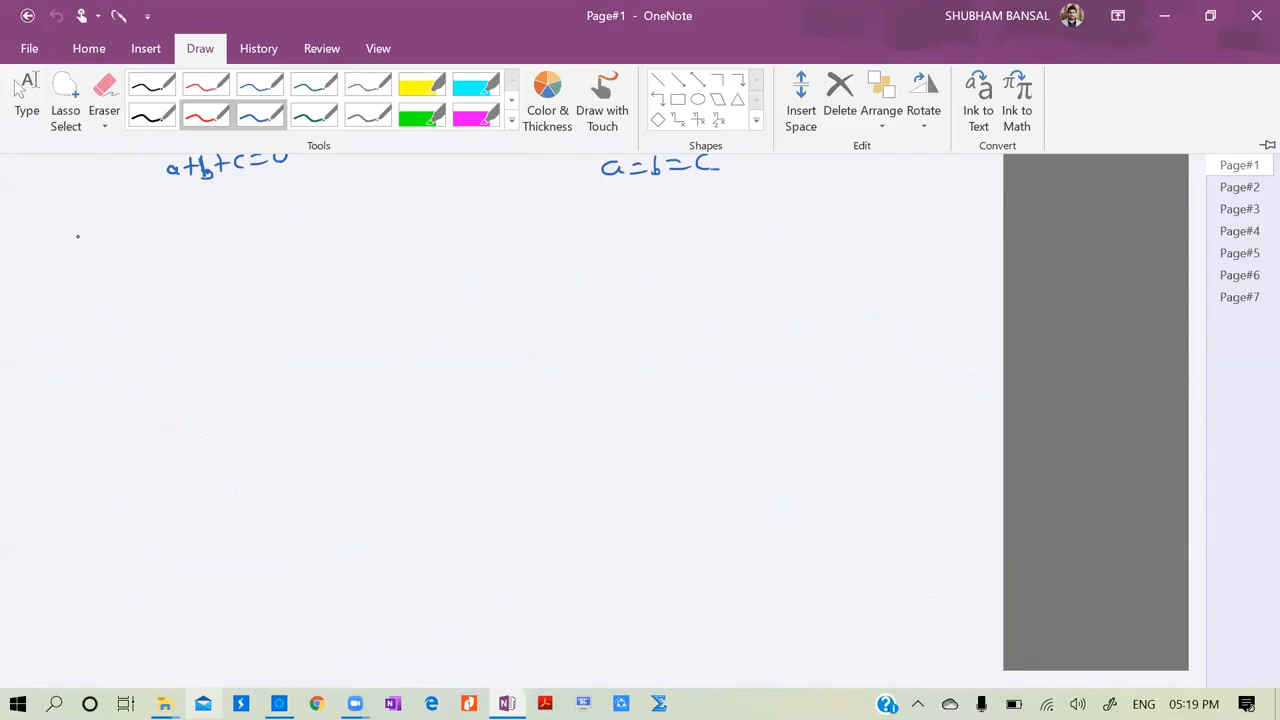 Page#1 - OneNote
SHUBHAM BANSAL
File Home Insert Draw History Review View
Type
Lasso Select
Eraser
Color & Thickness
Draw with Touch
Insert Space
Delete
Arrange
Rotate
Ink to Text
Ink to Math
Tools
Shapes
Edit
Convert
a+b+c=0
a=b=c
Page#1
Page#2
Page#3
Page#4
Page#5
Page#6
Page#7
ENG
05:19 PM